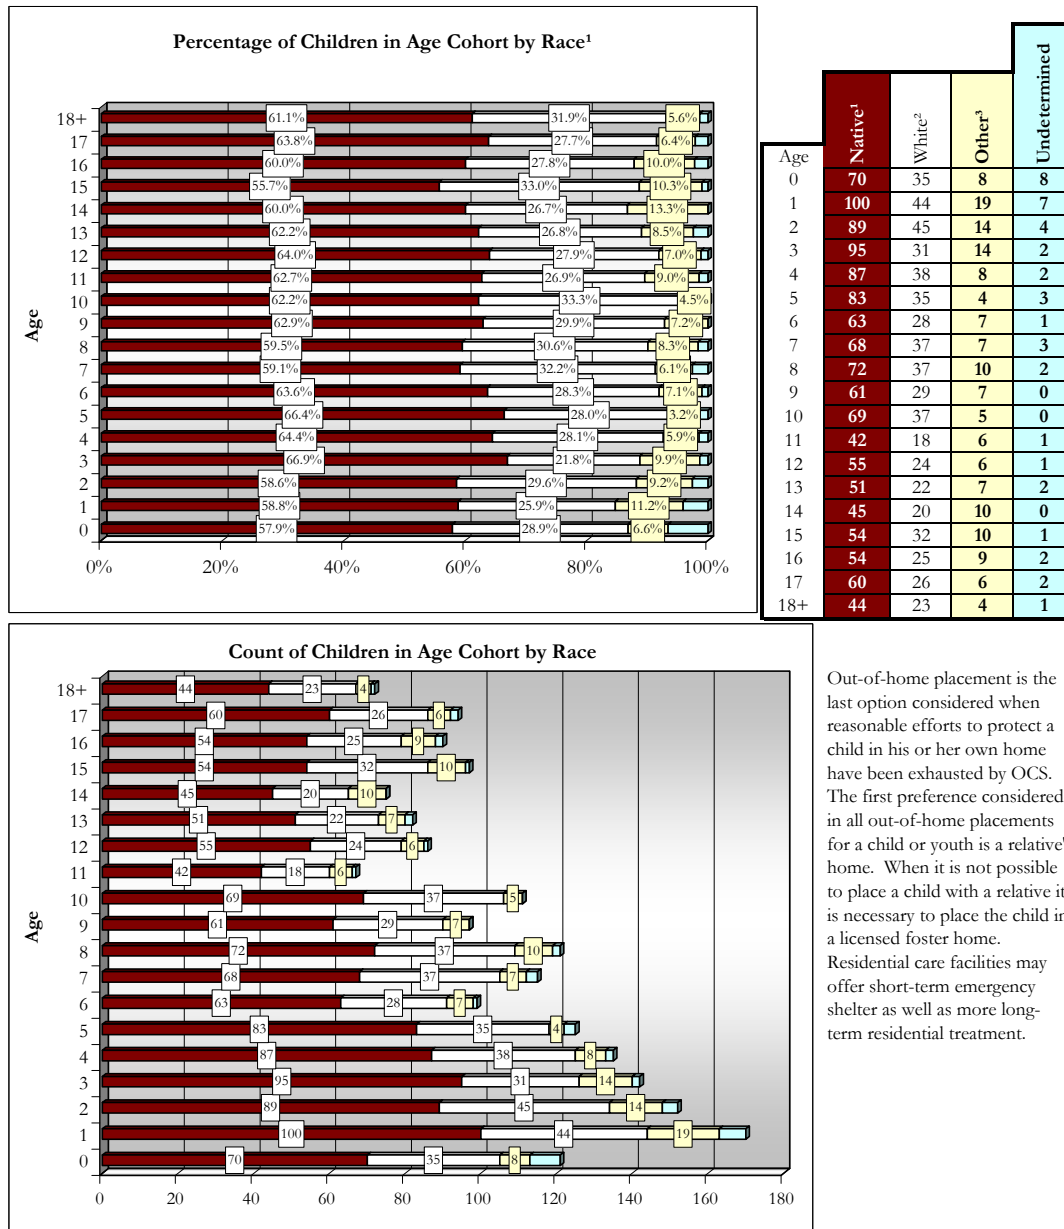 Percentage of Children in Age Cohort by Race¹
Age
18+ 61.1% 31.9% 5.6%
17 63.8% 27.7% 6.4%
16 60.0% 27.8% 10.0%
15 55.7% 33.0% 10.3%
14 60.0% 26.7% 13.3%
13 62.2% 26.8% 8.5%
12 64.0% 27.9% 7.0%
11 62.7% 26.9% 9.0%
10 62.2% 33.3% 4.5%
9 62.9% 29.9% 7.2%
8 59.5% 30.6% 8.3%
7 59.1% 32.2% 6.1%
6 63.6% 28.3% 7.1%
5 66.4% 28.0% 3.2%
4 64.4% 28.1% 5.9%
3 66.9% 21.8% 9.9%
2 58.6% 29.6% 9.2%
1 58.8% 25.9% 11.2%
0 57.9% 28.9% 6.6%
0% 20% 40% 60% 80% 100%
Age Native¹ White² Other³ Undetermined
0 70 35 8 8
1 100 44 19 7
2 89 45 14 4
3 95 31 14 2
4 87 38 8 2
5 83 35 4 3
6 63 28 7 1
7 68 37 7 3
8 72 37 10 2
9 61 29 7 0
10 69 37 5 0
11 42 18 6 1
12 55 24 6 1
13 51 22 7 2
14 45 20 10 0
15 54 32 10 1
16 54 25 9 2
17 60 26 6 2
18+ 44 23 4 1
Count of Children in Age Cohort by Race
Age
18+ 44 23 4
17 60 26 6
16 54 25 9
15 54 32 10
14 45 20 10
13 51 22 7
12 55 24 6
11 42 18 6
10 69 37 5
9 61 29 7
8 72 37 10
7 68 37 7
6 63 28 7
5 83 35 4
4 87 38 8
3 95 31 14
2 89 45 14
1 100 44 19
0 70 35 8
0 20 40 60 80 100 120 140 160 180
Out-of-home placement is the
last option considered when
reasonable efforts to protect a
child in his or her own home
have been exhausted by OCS.
The first preference considered
in all out-of-home placements
for a child or youth is a relative'
home. When it is not possible
to place a child with a relative it
is necessary to place the child in
a licensed foster home.
Residential care facilities may
offer short-term emergency
shelter as well as more long-
term residential treatment.